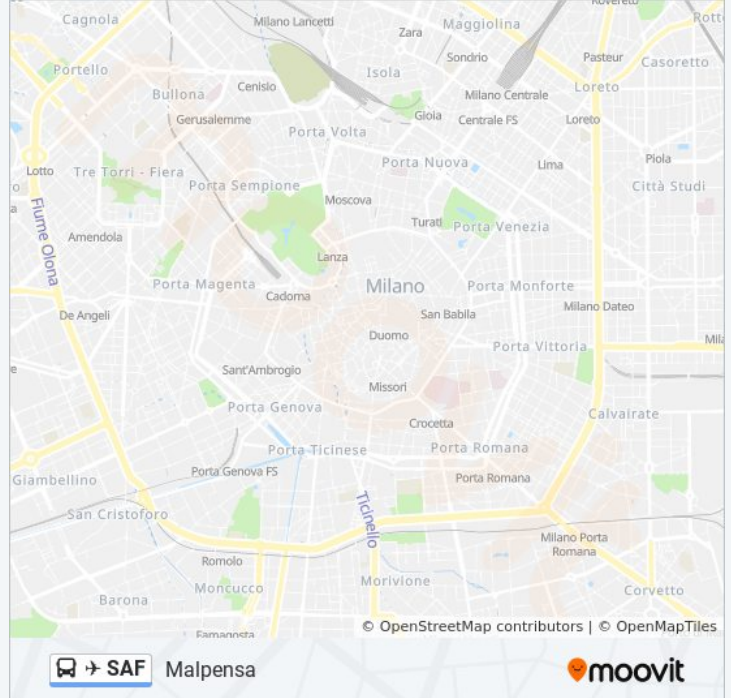 Rovereto
Cagnola
Milano Lancetti
Maggiolina
Zara
Sondrio
Pasteur
Casoretto
Portello
Isola
Cenisio
Loreto
Bullona
Milano Centrale
Gerusalemme
Gioia
Centrale FS
Loreto
Porta Volta
Lotto
Tre Torri - Fiera
Porta Nuova
Lima
Piola
Porta Sempione
Città Studi
Moscova
Turati
Porta Venezia
Fiume Olona
Amendola
Lanza
Porta Magenta
Cadorna
Milano
Porta Monforte
De Angeli
San Babila
Milano Dateo
Duomo
Porta Vittoria
Sant'Ambrogio
Missori
Porta Genova
Crocetta
Calvairate
Porta Ticinese
Porta Romana
Giambellino
Porta Genova FS
Porta Romana
San Cristoforo
Ticinello
Milano Porta
Romana
Romolo
Moncucco
Morivione
Corvetto
Barona
Famagosta
© OpenStreetMap contributors | © OpenMapTiles
SAF Malpensa
moovit